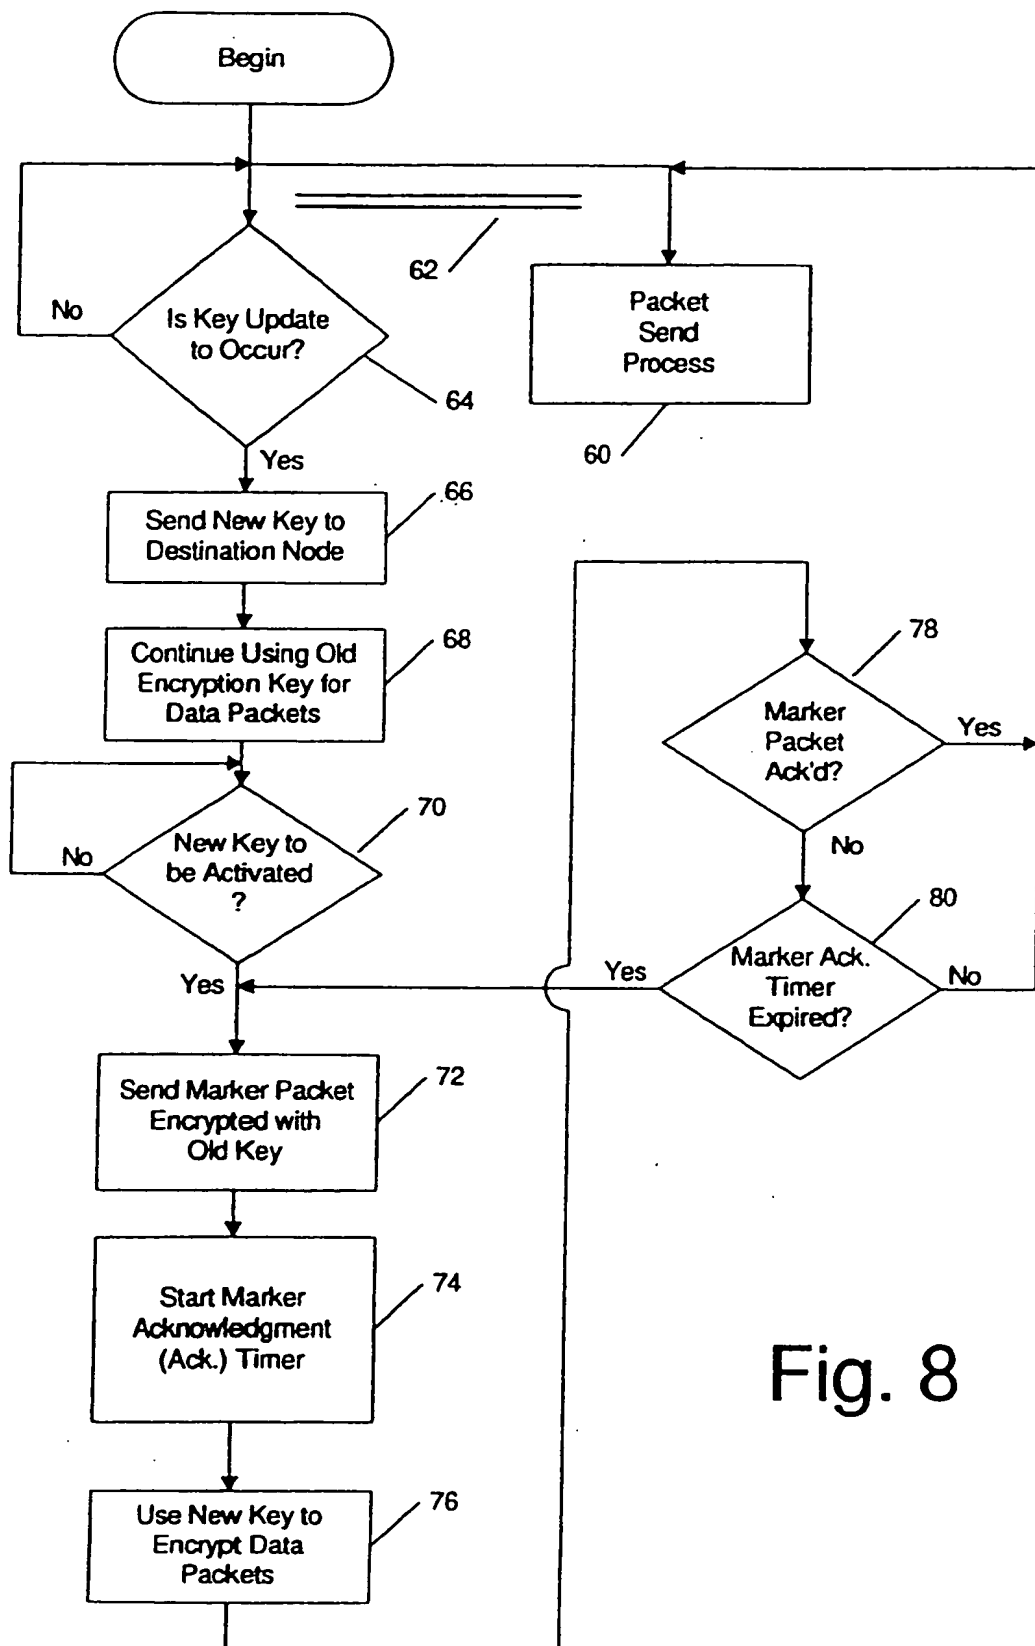 Begin
62
No
Is Key Update
to Occur?
64
Packet
Send
Process
60
Yes
66
Send New Key to
Destination Node
68
Continue Using Old
Encryption Key for
Data Packets
70
No
New Key to
be Activated
?
Yes
78
Marker
Packet
Ack'd?
Yes
No
80
Marker Ack.
Timer
Expired?
Yes
No
72
Send Marker Packet
Encrypted with
Old Key
74
Start Marker
Acknowledgment
(Ack.) Timer
76
Use New Key to
Encrypt Data
Packets
Fig. 8